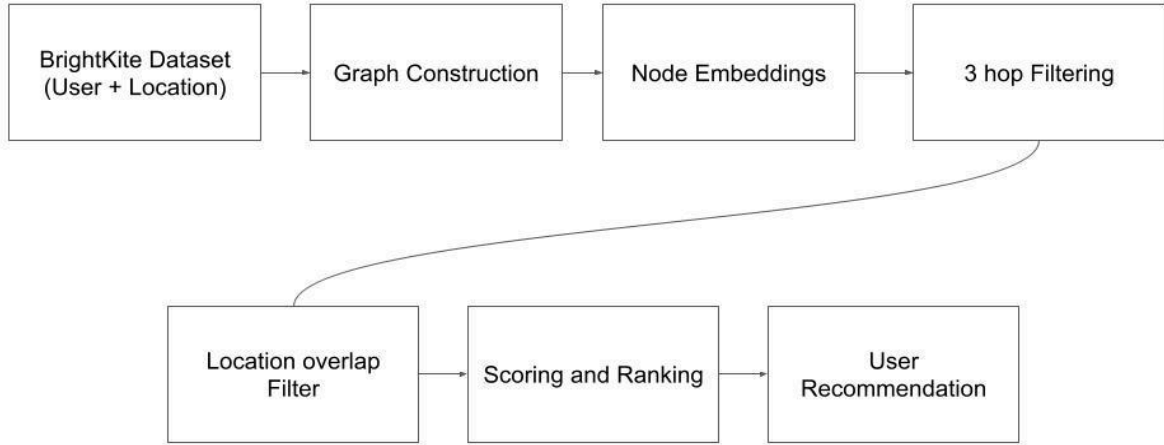 BrightKite Dataset
(User + Location)
Graph Construction
Node Embeddings
3 hop Filtering
Location overlap
Filter
Scoring and Ranking
User
Recommendation